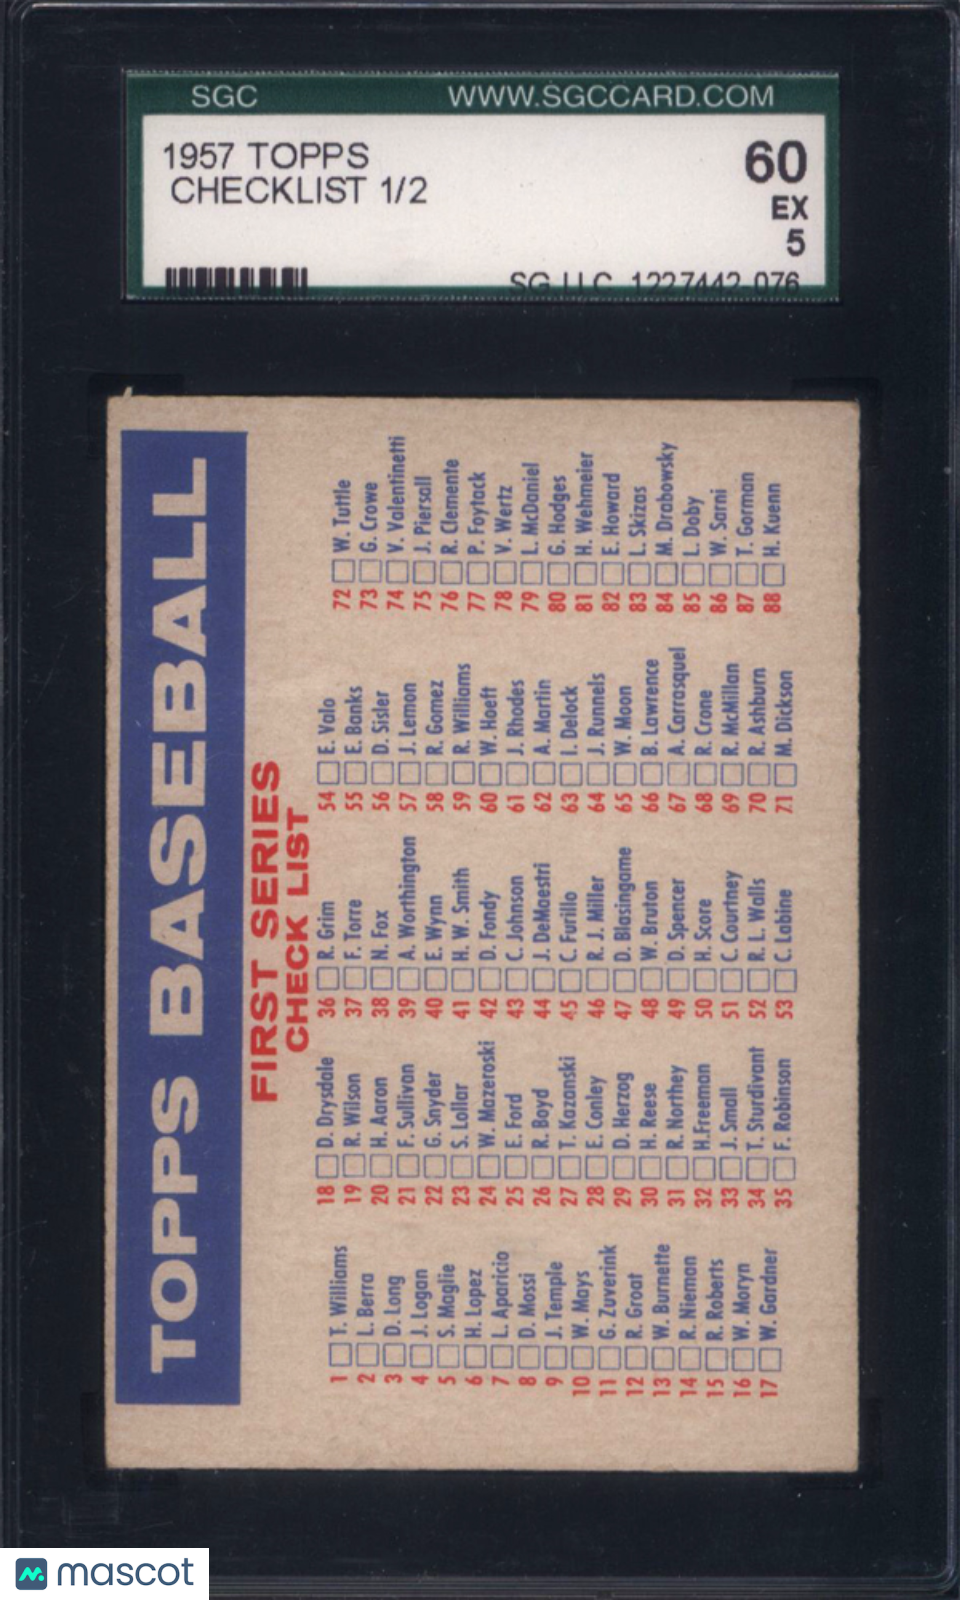 SGC WWW.SGCCARD.COM
1957 TOPPS
CHECKLIST 1/2
60
EX
5
SG LLC 1227442-076
TOPPS BASEBALL
FIRST SERIES
CHECK LIST
1 T. Williams
2 L. Berra
3 D. Long
4 J. Logan
5 S. Maglie
6 H. Lopez
7 L. Aparicio
8 D. Mossi
9 J. Temple
10 W. Mays
11 G. Zuverink
12 R. Groat
13 W. Burnette
14 R. Nieman
15 R. Roberts
16 W. Moryn
17 W. Gardner
18 D. Drysdale
19 R. Wilson
20 H. Aaron
21 F. Sullivan
22 G. Snyder
23 S. Lollar
24 W. Mazeroski
25 E. Ford
26 R. Boyd
27 T. Kazanski
28 E. Conley
29 D. Herzog
30 H. Reese
31 R. Northey
32 H. Freeman
33 J. Small
34 T. Sturdivant
35 F. Robinson
36 R. Grim
37 F. Torre
38 N. Fox
39 A. Worthington
40 E. Wynn
41 H. W. Smith
42 D. Fondy
43 C. Johnson
44 J. DeMaestri
45 C. Furillo
46 R. J. Miller
47 D. Blasingame
48 W. Bruton
49 D. Spencer
50 H. Score
51 C. Courtney
52 R. L. Walls
53 C. Labine
54 E. Valo
55 E. Banks
56 D. Sisler
57 J. Lemon
58 R. Gomez
59 R. Williams
60 W. Hoeft
61 J. Rhodes
62 A. Martin
63 I. Delock
64 J. Runnels
65 W. Moon
66 B. Lawrence
67 A. Carrasquel
68 R. Crone
69 R. McMillan
70 R. Ashburn
71 M. Dickson
72 W. Tuttle
73 G. Crowe
74 V. Valentinetti
75 J. Piersall
76 R. Clemente
77 P. Foytack
78 V. Wertz
79 L. McDaniel
80 G. Hodges
81 H. Wehmeier
82 E. Howard
83 L. Skizas
84 M. Drabowsky
85 L. Doby
86 W. Sarni
87 T. Gorman
88 H. Kuenn
mascot